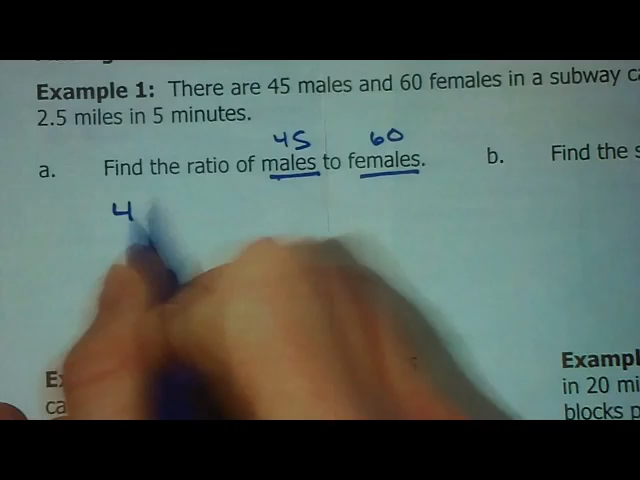 Example 1: There are 45 males and 60 females in a subway
2.5 miles in 5 minutes.
45 60
a. Find the ratio of males to females. b. Find the
4
Exampl
in 20 mi
ca
blocks p